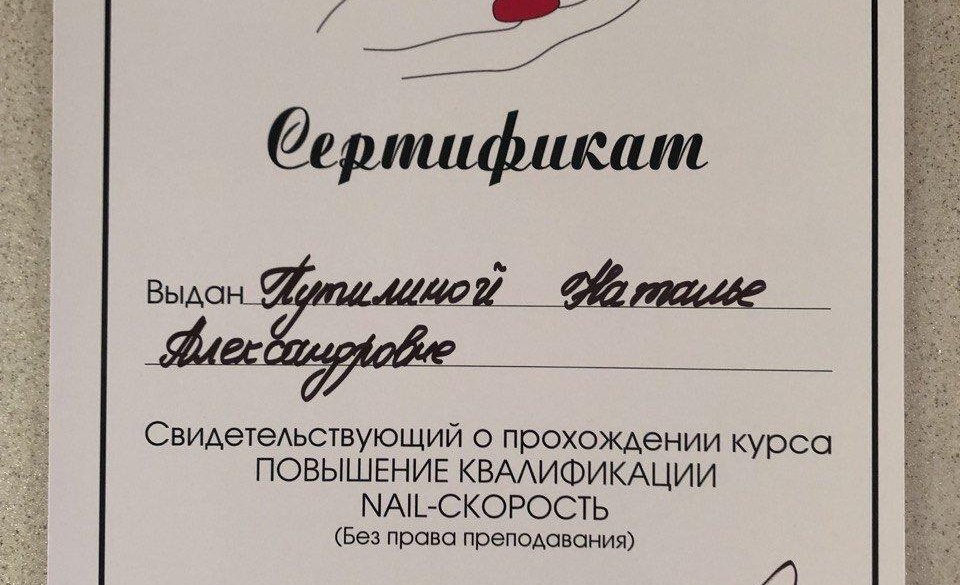 Сертификат
Выдан Путилиной Наталье
Александровне
Свидетельствующий о прохождении курса
ПОВЫШЕНИЕ КВАЛИФИКАЦИИ
NAIL-СКОРОСТЬ
(Без права преподавания)